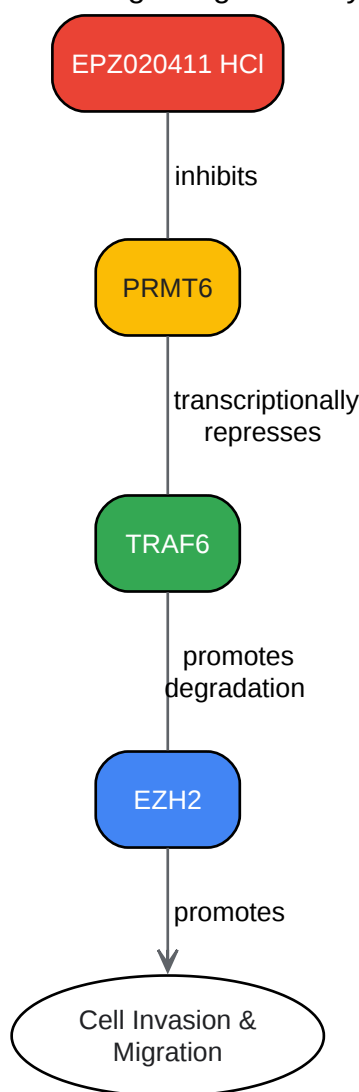 EPZ020411 HCl
inhibits
PRMT6
transcriptionally
represses
TRAF6
promotes
degradation
EZH2
promotes
Cell Invasion &
Migration